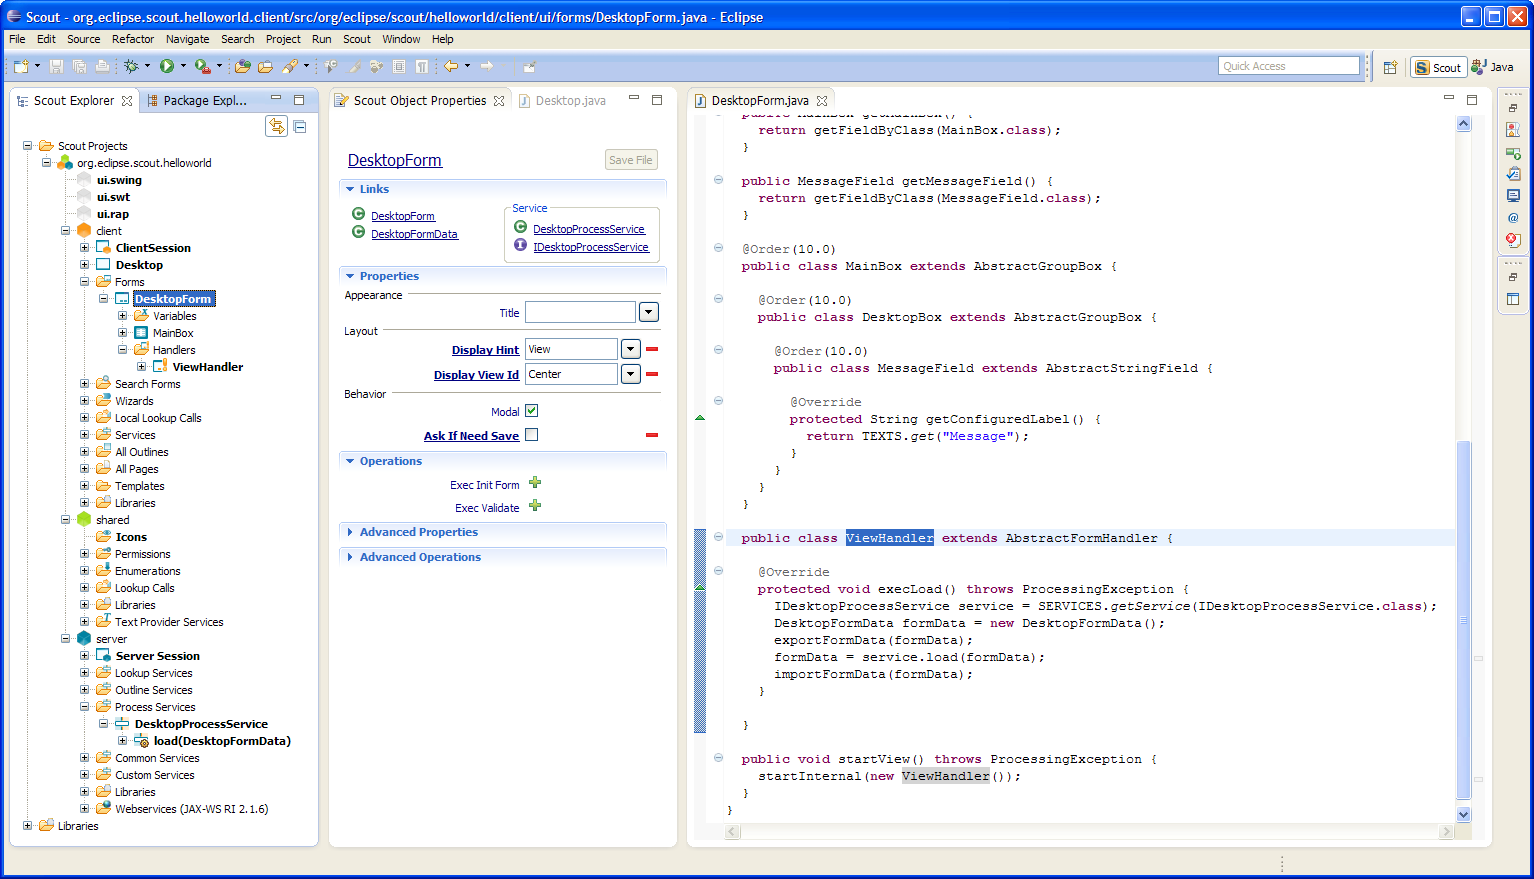 Scout - org.eclipse.scout.helloworld.client/src/org/eclipse/scout/helloworld/client/ui/forms/DesktopForm.java - Eclipse
File Edit Source Refactor Navigate Search Project Run Scout Window Help
Quick Access
Scout
Java
Scout Explorer
Package Expl...
Scout Projects
org.eclipse.scout.helloworld
ui.swing
ui.swt
ui.rap
client
ClientSession
Desktop
Forms
DesktopForm
Variables
MainBox
Handlers
ViewHandler
Search Forms
Wizards
Local Lookup Calls
Services
All Outlines
All Pages
Templates
Libraries
shared
Icons
Permissions
Enumerations
Lookup Calls
Libraries
Text Provider Services
server
Server Session
Lookup Services
Outline Services
Process Services
DesktopProcessService
load(DesktopFormData)
Common Services
Custom Services
Libraries
Webservices (JAX-WS RI 2.1.6)
Libraries
Scout Object Properties
Desktop.java
DesktopForm
Save File
Links
DesktopForm
DesktopFormData
Service
DesktopProcessService
IDesktopProcessService
Properties
Appearance
Title
Layout
Display Hint View
Display View Id Center
Behavior
Modal
Ask If Need Save
Operations
Exec Init Form
Exec Validate
Advanced Properties
Advanced Operations
DesktopForm.java
public MainBox getMainBox() {
return getFieldByClass(MainBox.class);
}
public MessageField getMessageField() {
return getFieldByClass(MessageField.class);
}
@Order(10.0)
public class MainBox extends AbstractGroupBox {
@Order(10.0)
public class DesktopBox extends AbstractGroupBox {
@Order(10.0)
public class MessageField extends AbstractStringField {
@Override
protected String getConfiguredLabel() {
return TEXTS.get("Message");
}
}
}
}
public class ViewHandler extends AbstractFormHandler {
@Override
protected void execLoad() throws ProcessingException {
IDesktopProcessService service = SERVICES.getService(IDesktopProcessService.class);
DesktopFormData formData = new DesktopFormData();
exportFormData(formData);
formData = service.load(formData);
importFormData(formData);
}
}
public void startView() throws ProcessingException {
startInternal(new ViewHandler());
}
}